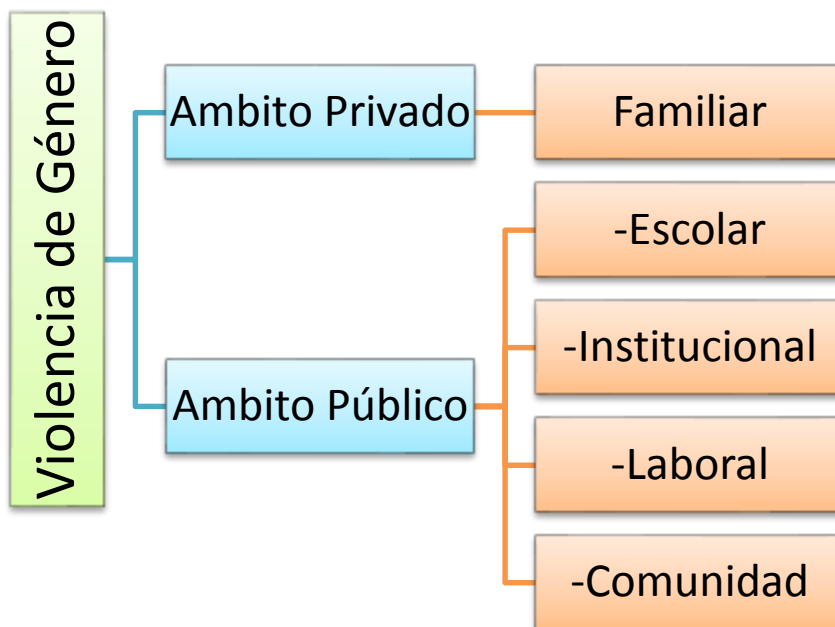 Violencia de Género
Ambito Privado
Familiar
Ambito Público
-Escolar
-Institucional
-Laboral
-Comunidad